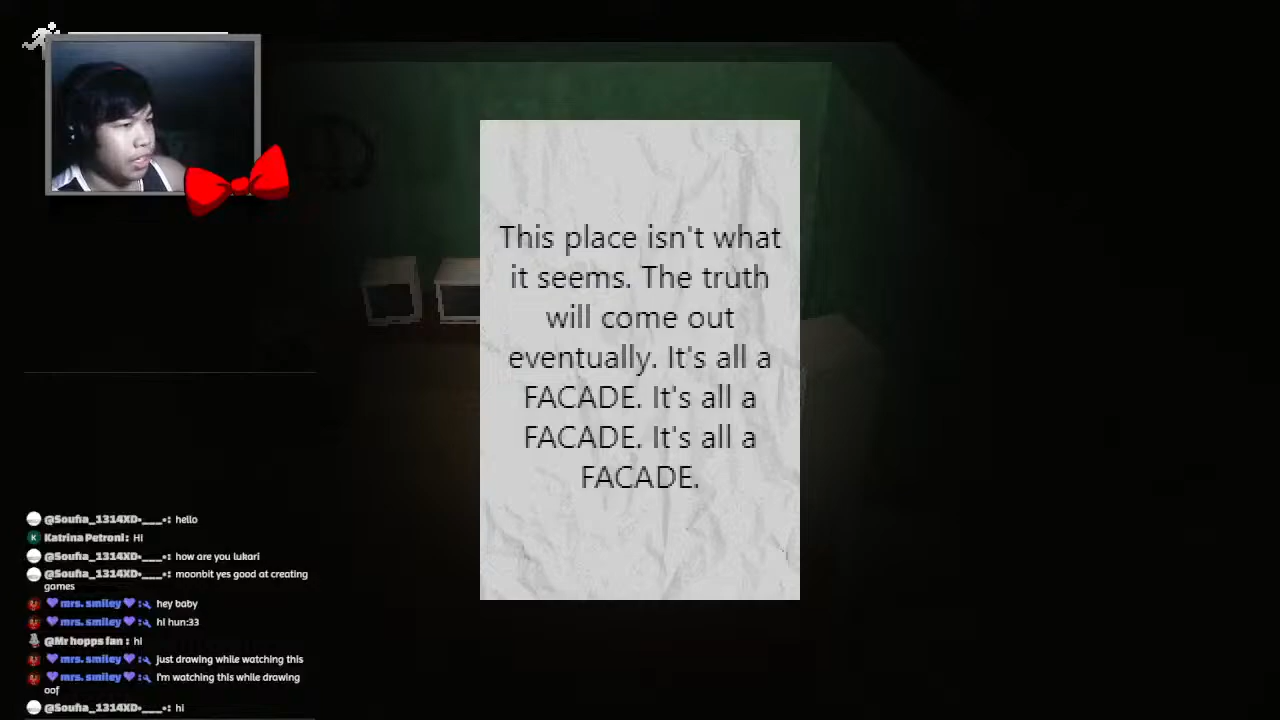 This place isn't what
it seems. The truth
will come out
eventually. It's all a
FACADE. It's all a
FACADE. It's all a
FACADE.
@Soufia_1314XD•___•: hello
K Katrina Petroni: Hi
@Soufia_1314XD•___•: how are you lukari
@Soufia_1314XD•___•: moonbit yes good at creating
games
mrs. smiley: hey baby
mrs. smiley: hi hun:33
@Mr hopps fan: hi
mrs. smiley: just drawing while watching this
mrs. smiley: I'm watching this while drawing
oof
@Soufia_1314XD•___•: hi